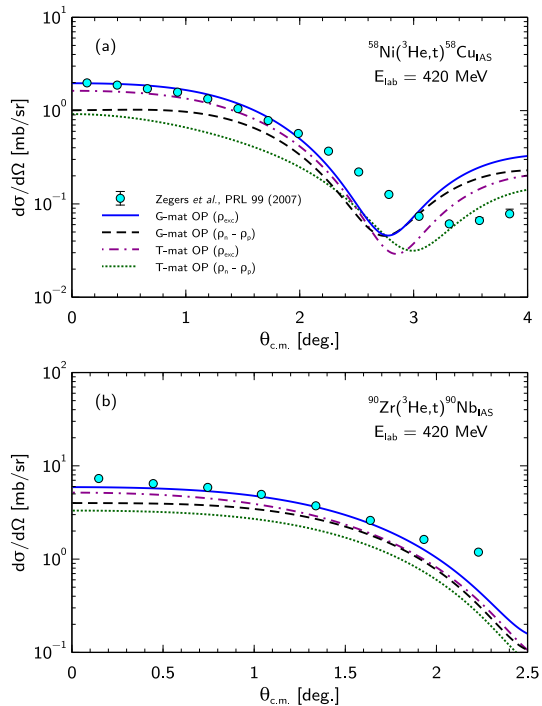 (a)
⁵⁸Ni(³He,t)⁵⁸Cu_IAS
E_lab = 420 MeV
dσ/dΩ [mb/sr]
10¹
10⁰
10⁻¹
10⁻²
Zegers et al., PRL 99 (2007)
G-mat OP (ρ_exc)
G-mat OP (ρ_n - ρ_p)
T-mat OP (ρ_exc)
T-mat OP (ρ_n - ρ_p)
0 1 2 3 4
θ_c.m. [deg.]
(b)
⁹⁰Zr(³He,t)⁹⁰Nb_IAS
E_lab = 420 MeV
dσ/dΩ [mb/sr]
10²
10¹
10⁰
10⁻¹
0 0.5 1 1.5 2 2.5
θ_c.m. [deg.]